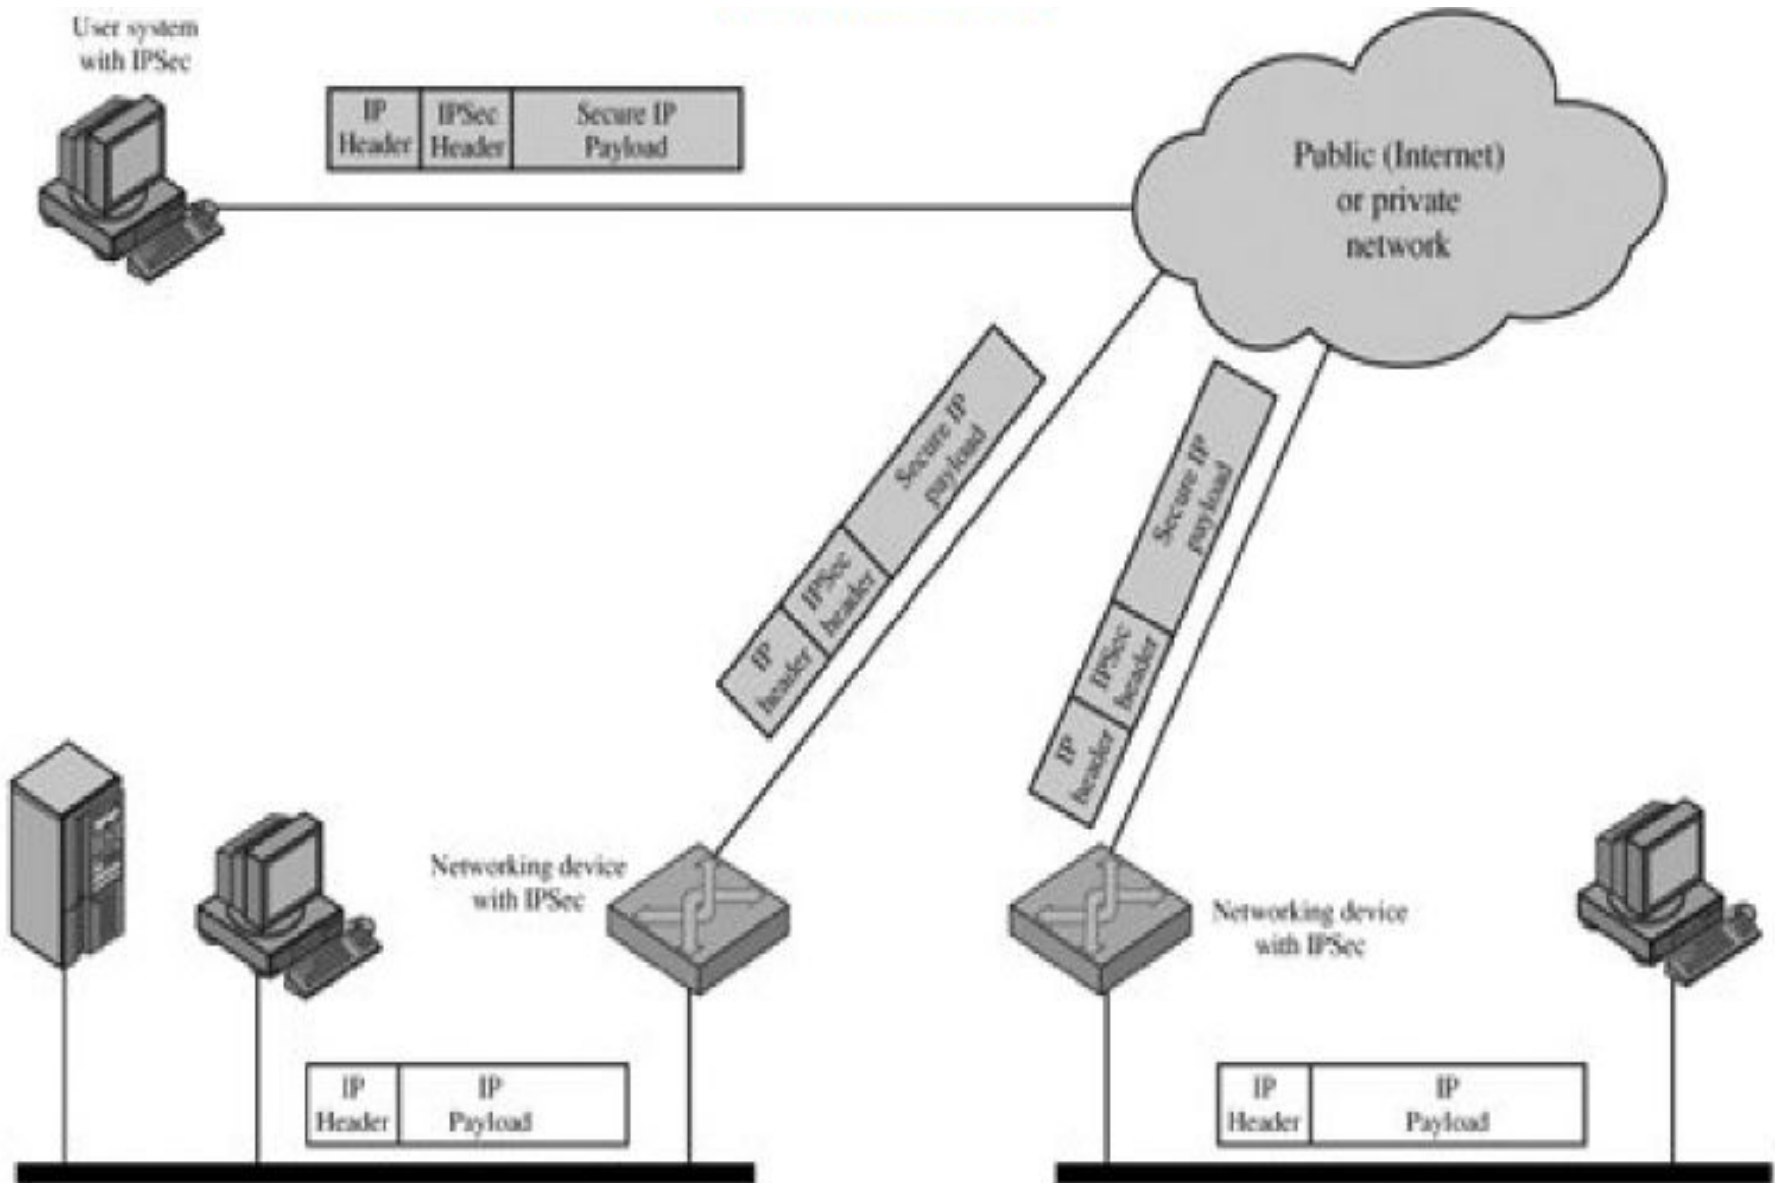 User system
with IPSec
IP
Header
IPSec
Header
Secure IP
Payload
Public (Internet)
or private
network
Secure IP
payload
IPSec
header
IP
header
Secure IP
payload
IPSec
header
IP
header
Networking device
with IPSec
Networking device
with IPSec
IP
Header
IP
Payload
IP
Header
IP
Payload